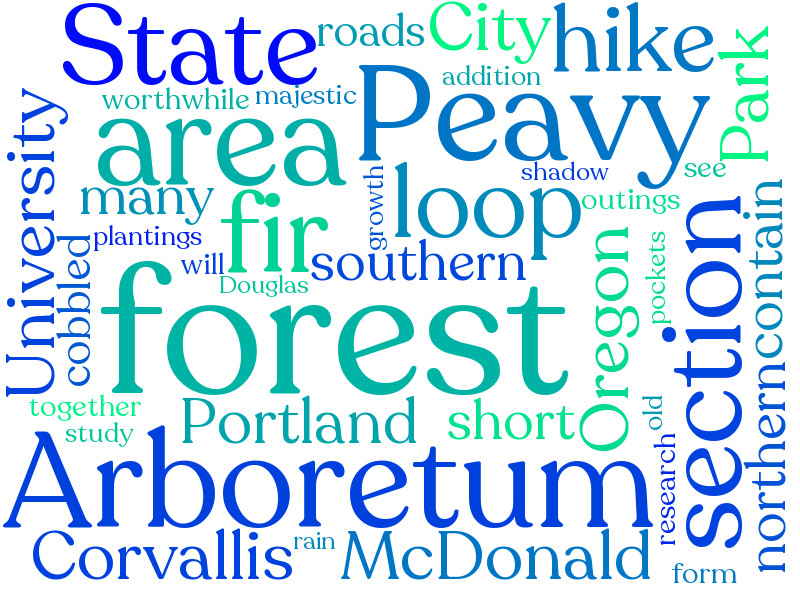 State
roads
City
hike
Park
worthwhile
majestic
addition
Peavy
area
University
many
growth
loop
shadow
see
outings
fir
plantings
will
southern
Douglas
cobbled
forest
Oregon
pockets
section
contain
northern
together
study
Portland
short
old
research
Arboretum
Corvallis
rain
McDonald
form